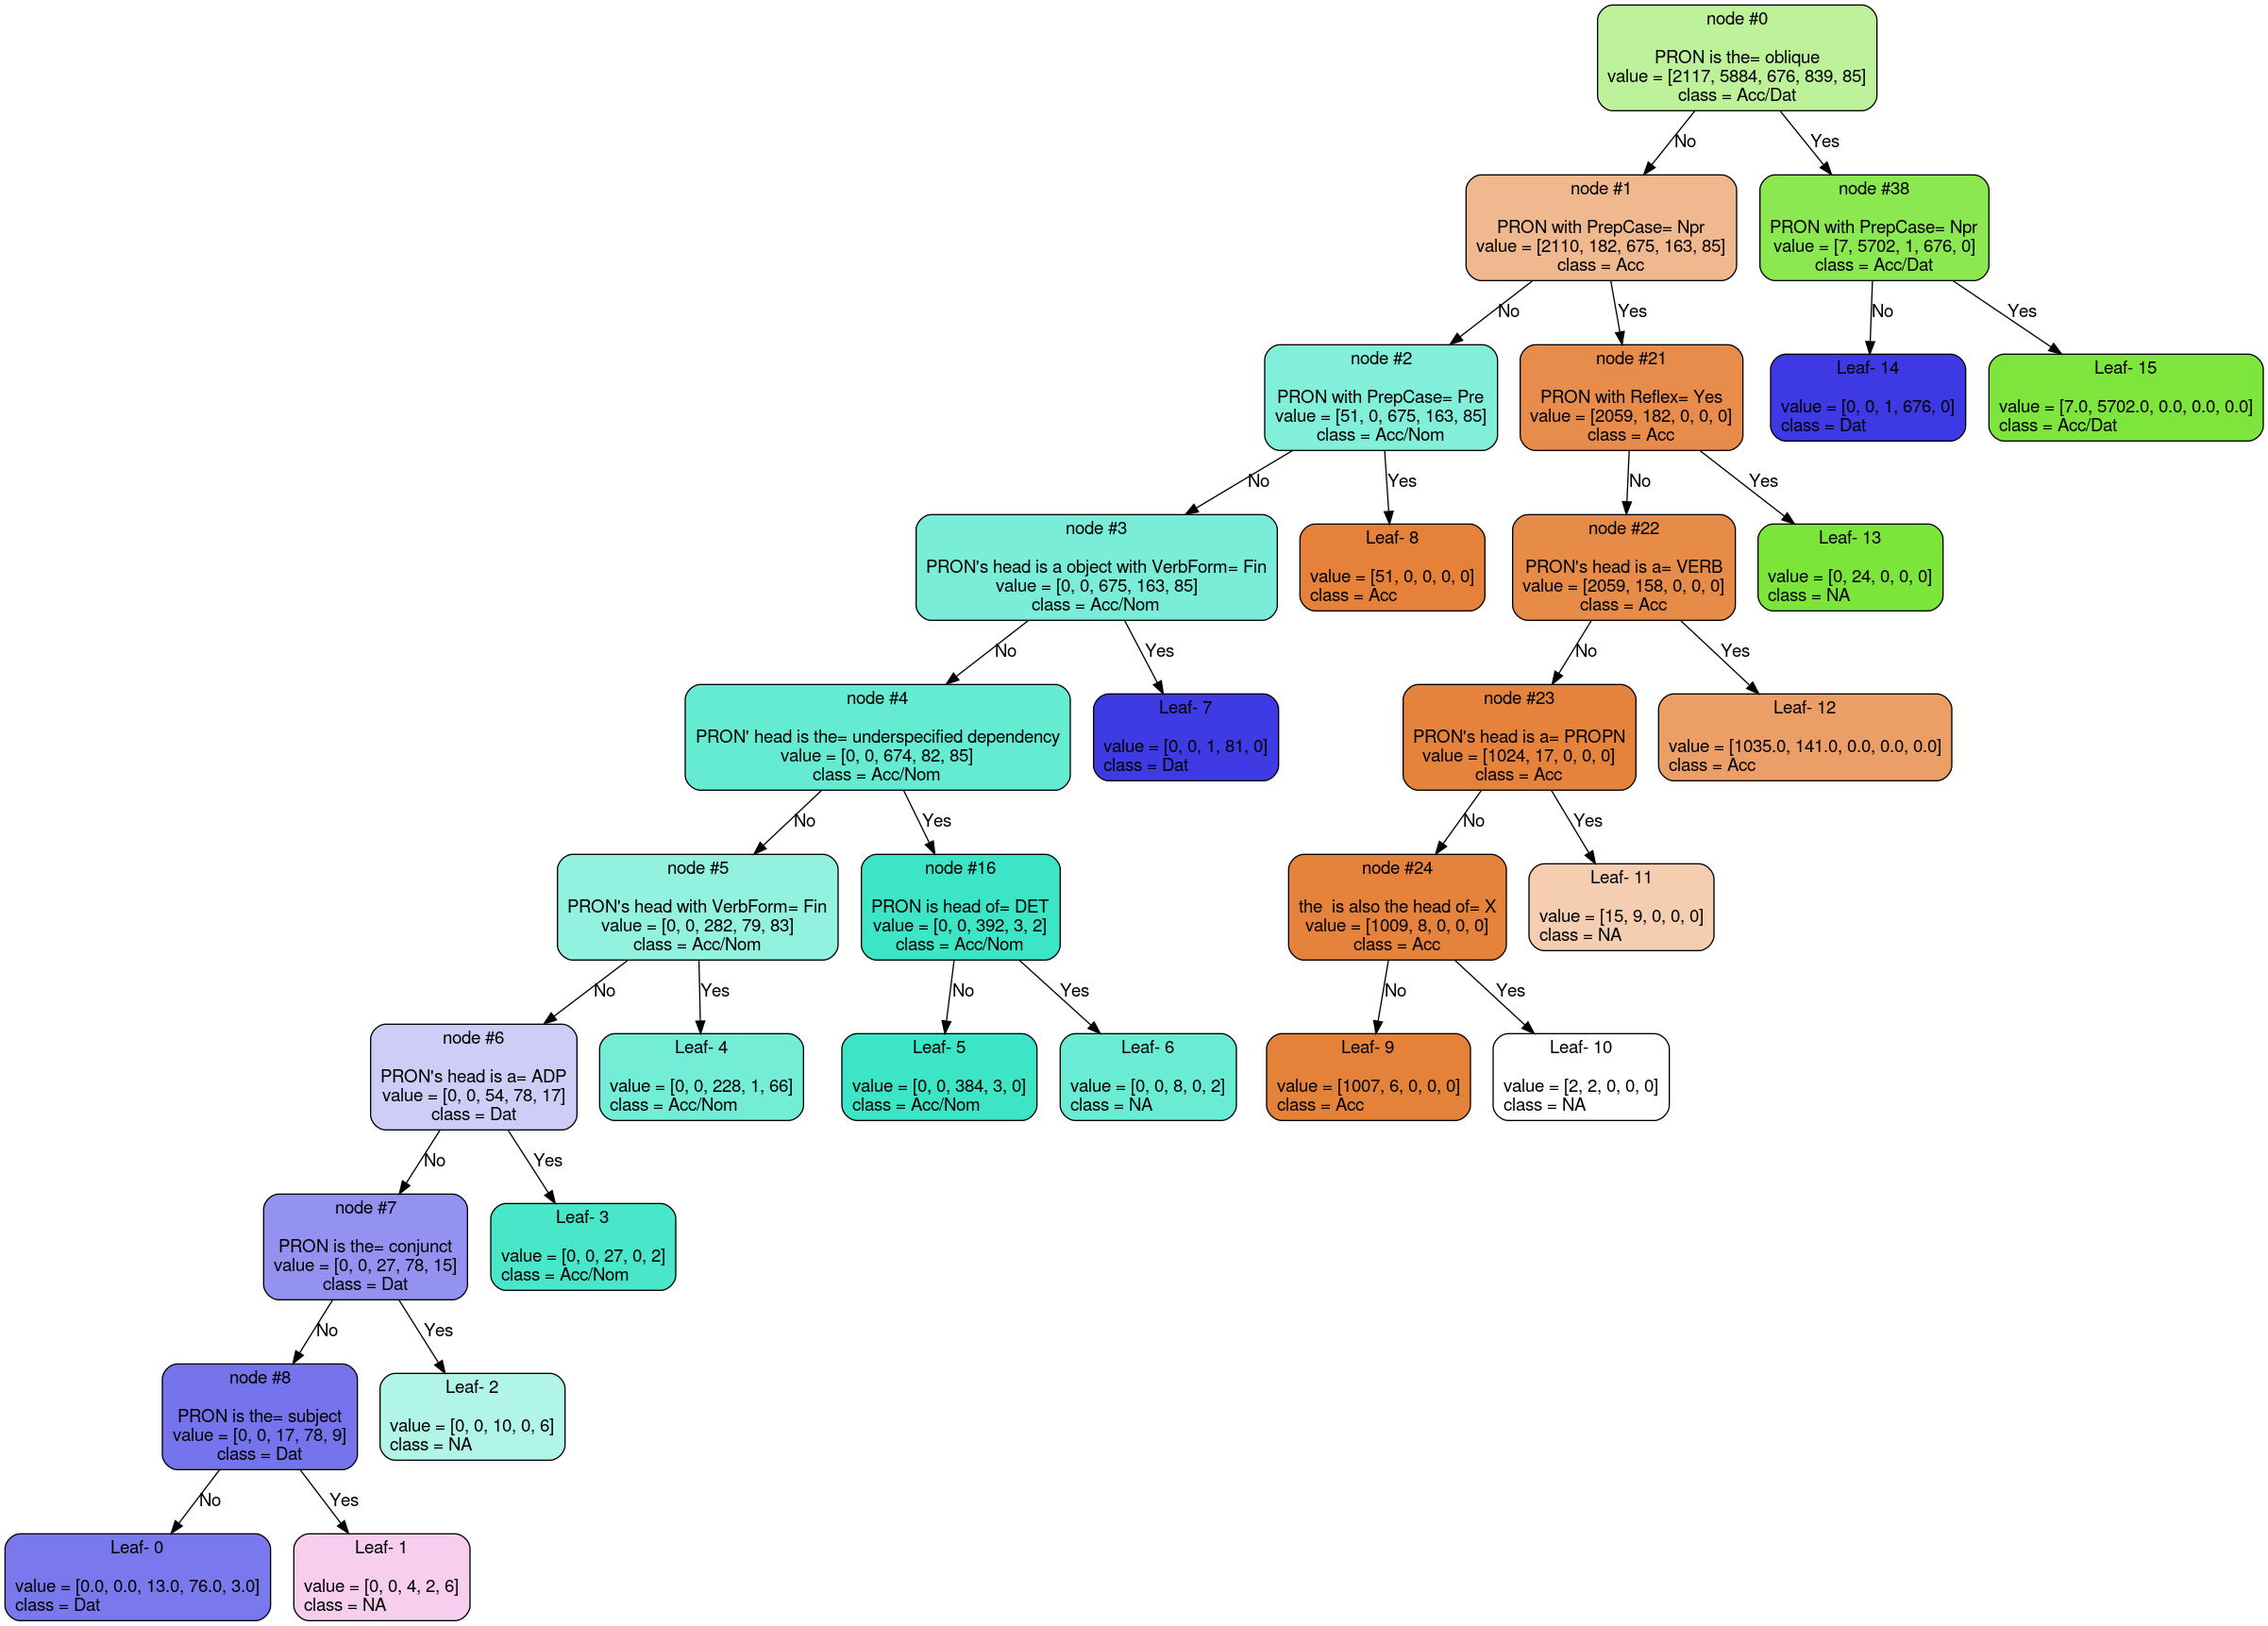 node #0
PRON is the= oblique
value = [2117, 5884, 676, 839, 85]
class = Acc/Dat
No
Yes
node #1
PRON with PrepCase= Npr
value = [2110, 182, 675, 163, 85]
class = Acc
node #38
PRON with PrepCase= Npr
value = [7, 5702, 1, 676, 0]
class = Acc/Dat
No
Yes
No
Yes
node #2
PRON with PrepCase= Pre
value = [51, 0, 675, 163, 85]
class = Acc/Nom
node #21
PRON with Reflex= Yes
value = [2059, 182, 0, 0, 0]
class = Acc
Leaf- 14
value = [0, 0, 1, 676, 0]
class = Dat
Leaf- 15
value = [7.0, 5702.0, 0.0, 0.0, 0.0]
class = Acc/Dat
No
Yes
No
Yes
node #3
PRON's head is a object with VerbForm= Fin
value = [0, 0, 675, 163, 85]
class = Acc/Nom
Leaf- 8
value = [51, 0, 0, 0, 0]
class = Acc
node #22
PRON's head is a= VERB
value = [2059, 158, 0, 0, 0]
class = Acc
Leaf- 13
value = [0, 24, 0, 0, 0]
class = NA
No
Yes
No
Yes
node #4
PRON' head is the= underspecified dependency
value = [0, 0, 674, 82, 85]
class = Acc/Nom
Leaf- 7
value = [0, 0, 1, 81, 0]
class = Dat
node #23
PRON's head is a= PROPN
value = [1024, 17, 0, 0, 0]
class = Acc
Leaf- 12
value = [1035.0, 141.0, 0.0, 0.0, 0.0]
class = Acc
No
Yes
No
Yes
node #5
PRON's head with VerbForm= Fin
value = [0, 0, 282, 79, 83]
class = Acc/Nom
node #16
PRON is head of= DET
value = [0, 0, 392, 3, 2]
class = Acc/Nom
node #24
the  is also the head of= X
value = [1009, 8, 0, 0, 0]
class = Acc
Leaf- 11
value = [15, 9, 0, 0, 0]
class = NA
No
Yes
No
Yes
No
Yes
node #6
PRON's head is a= ADP
value = [0, 0, 54, 78, 17]
class = Dat
Leaf- 4
value = [0, 0, 228, 1, 66]
class = Acc/Nom
Leaf- 5
value = [0, 0, 384, 3, 0]
class = Acc/Nom
Leaf- 6
value = [0, 0, 8, 0, 2]
class = NA
Leaf- 9
value = [1007, 6, 0, 0, 0]
class = Acc
Leaf- 10
value = [2, 2, 0, 0, 0]
class = NA
No
Yes
node #7
PRON is the= conjunct
value = [0, 0, 27, 78, 15]
class = Dat
Leaf- 3
value = [0, 0, 27, 0, 2]
class = Acc/Nom
No
Yes
node #8
PRON is the= subject
value = [0, 0, 17, 78, 9]
class = Dat
Leaf- 2
value = [0, 0, 10, 0, 6]
class = NA
No
Yes
Leaf- 0
value = [0.0, 0.0, 13.0, 76.0, 3.0]
class = Dat
Leaf- 1
value = [0, 0, 4, 2, 6]
class = NA